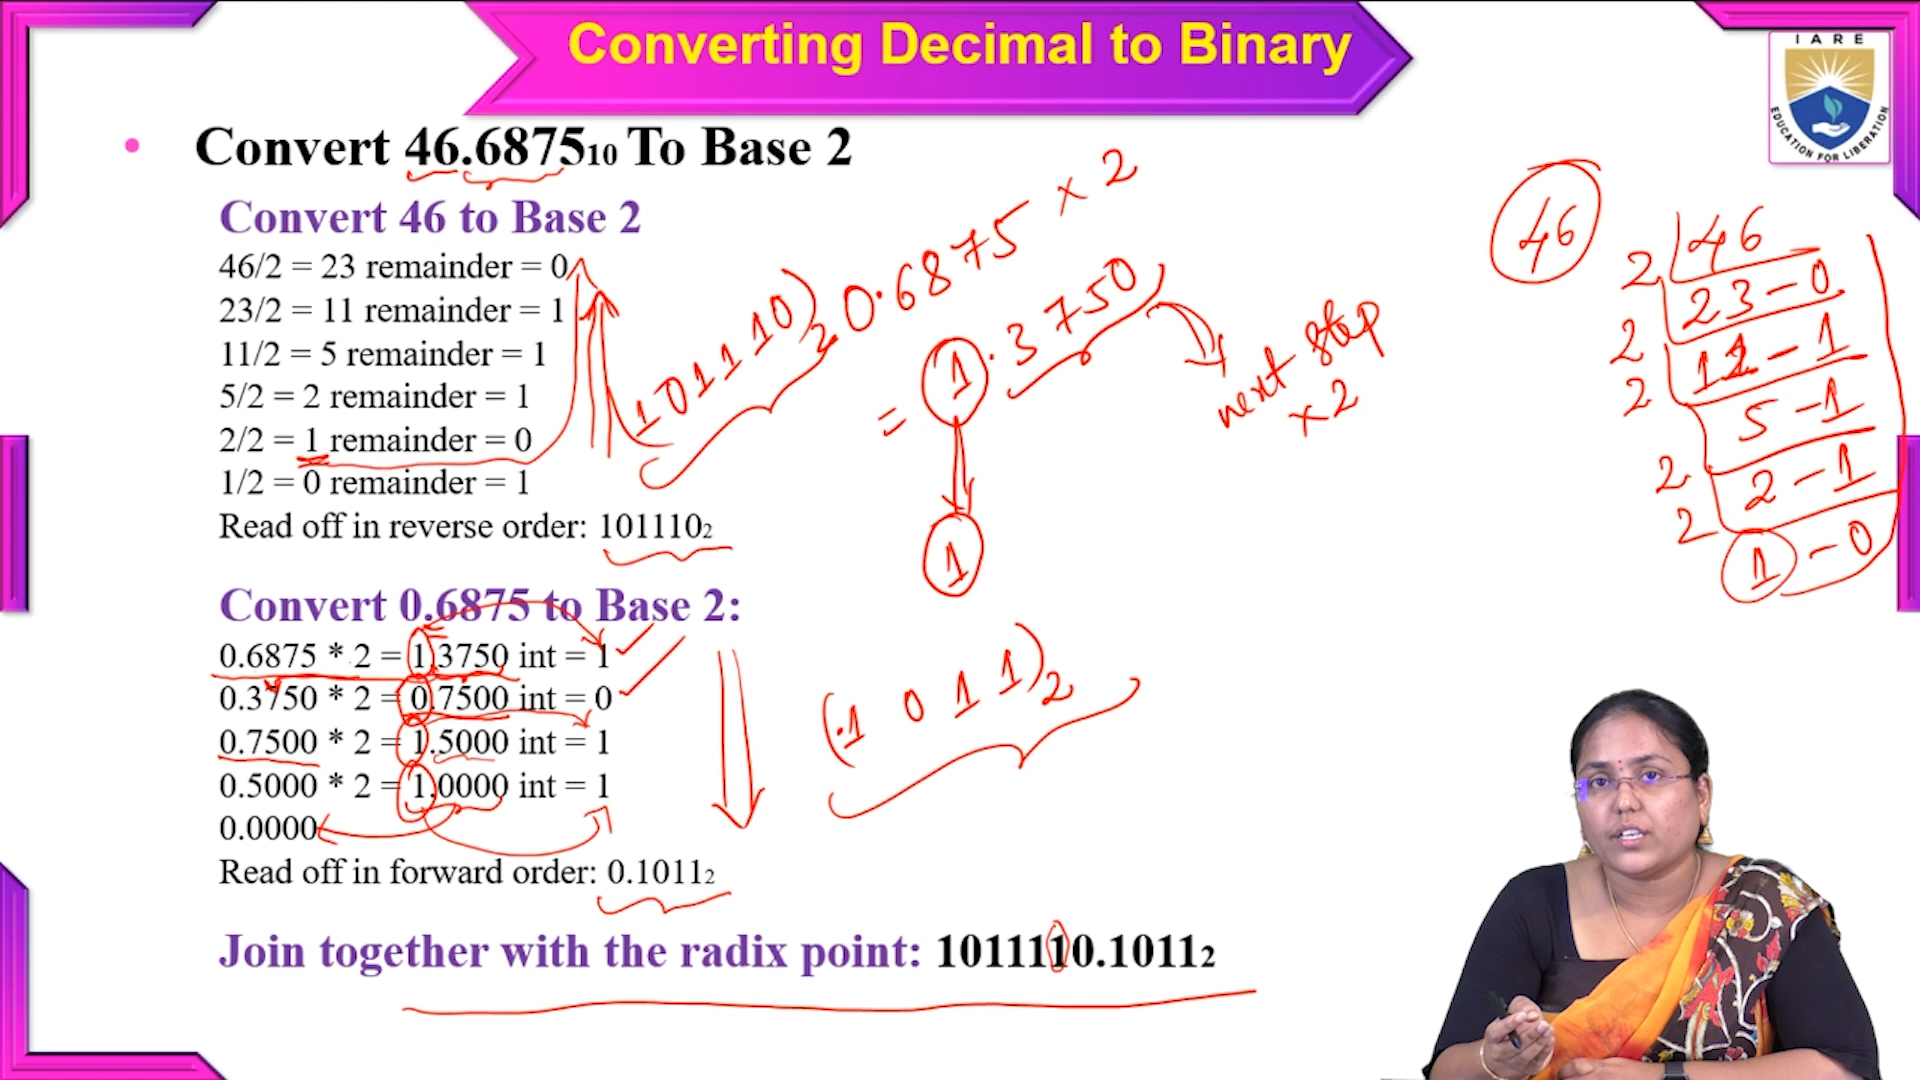 Converting Decimal to Binary
IARE
EDUCATION FOR LIBERATION
• Convert 46.687510 To Base 2
Convert 46 to Base 2
46/2 = 23 remainder = 0
23/2 = 11 remainder = 1
11/2 = 5 remainder = 1
5/2 = 2 remainder = 1
2/2 = 1 remainder = 0
1/2 = 0 remainder = 1
Read off in reverse order: 1011102
Convert 0.6875 to Base 2:
0.6875 * 2 = 1.3750 int = 1
0.3750 * 2 = 0.7500 int = 0
0.7500 * 2 = 1.5000 int = 1
0.5000 * 2 = 1.0000 int = 1
0.0000
Read off in forward order: 0.10112
Join together with the radix point: 1011110.10112
(101110)2
0.6875 x 2
= 1.3750
next step
x2
1
(.1011)2
46
2 46
2 23-0
2 11-1
2 5-1
2 2-1
1-0